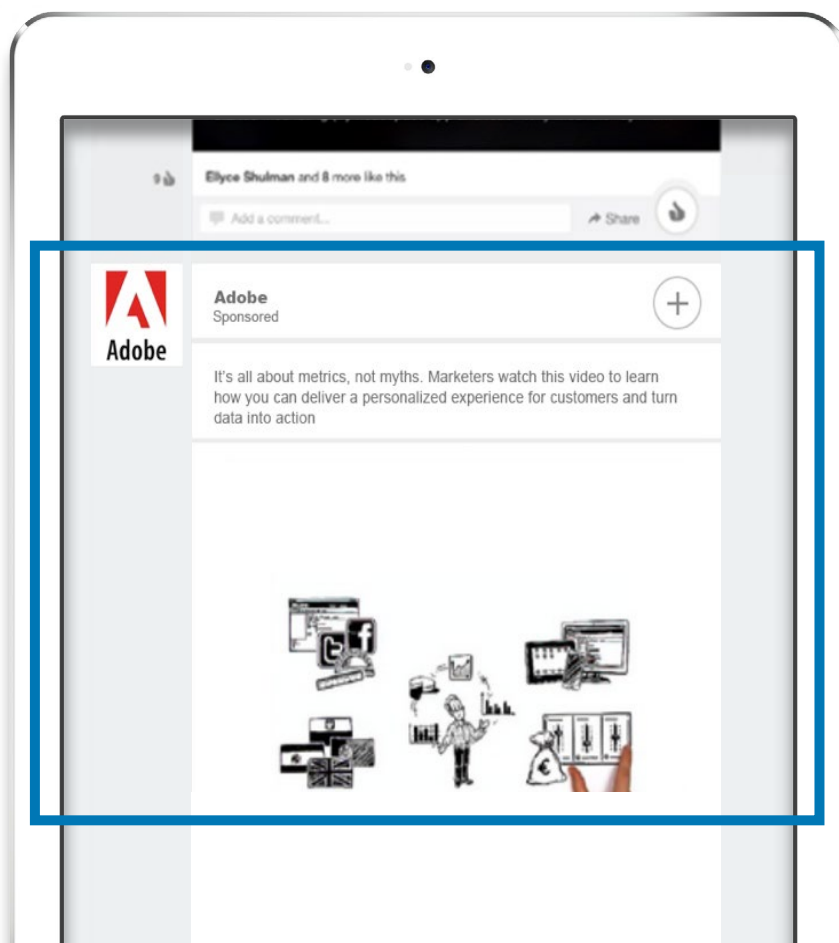 9
Ellyce Shulman and 8 more like this
Add a comment...
Share
Adobe
Adobe
Sponsored
It's all about metrics, not myths. Marketers watch this video to learn
how you can deliver a personalized experience for customers and turn
data into action